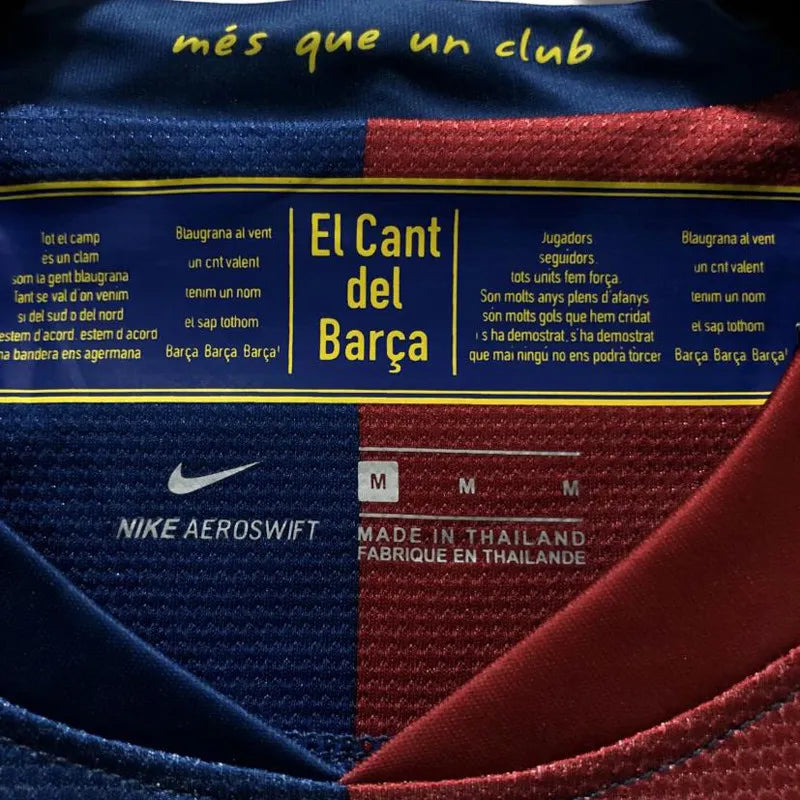 més que un club
Tot el camp
és un clam
som la gent blaugrana
Tant se val d'on venim
si del sud o del nord
estem d'acord, estem d'acord
na bandera ens agermana
Blaugrana al vent
un cnt valent
tenim un nom
el sap tothom
Barça Barça Barça!
El Cant
del
Barça
Jugadors
seguidors.
tots units fem força.
Son molts anys plens d'afanys
són molts gols que hem cridat
i s'ha demostrat, s'ha demostrat
que mai ningú no ens podrà tòrcer
Blaugrana al vent
un cnt valent
tenim un nom
el sap tothom
Barça Barça Barça!
NIKE AEROSWIFT
M M M
MADE IN THAILAND
FABRIQUE EN THAILANDE